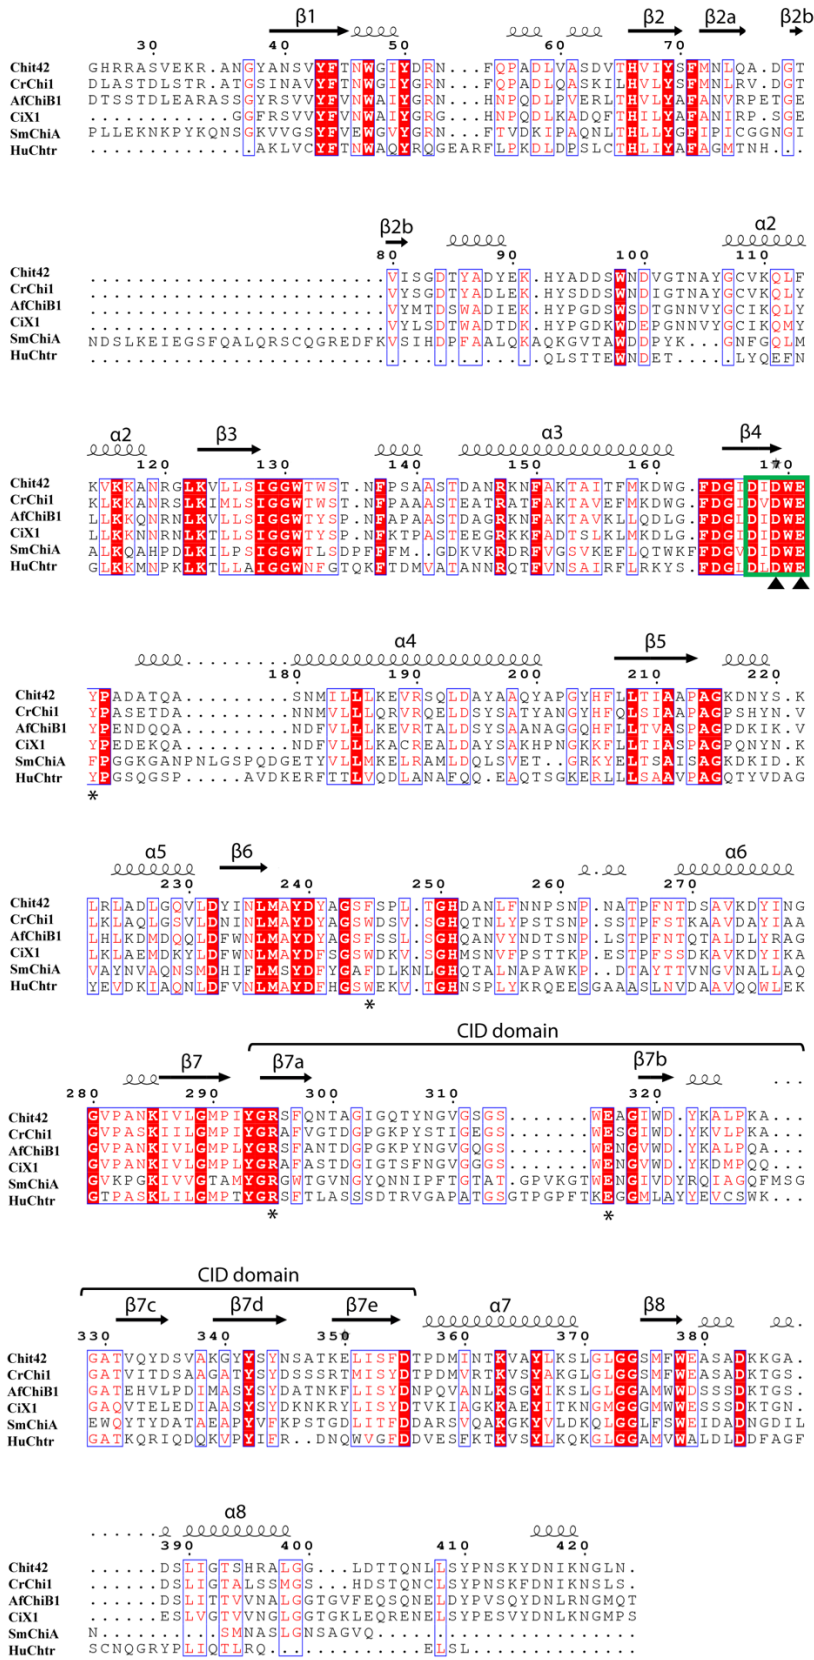 β1 β2 β2a β2b
30 40 50 60 70
Chit42 GHRRASVEKR.ANGYANSVYFTNWGIYDRN...FQPADLVASDVTHVIYSFMNLQA.DGT
CrChi1 DLASTDLSTR.ATGSINAVYFTNWGIYGRN...FQPADLQASKILHVLYSFMNLRV.DGT
AfChiB1 DTSSTDLEARASSGYRSVVYFVNWAIYGRN...HNPQDLPVERLTHVLYAFANVRPETGE
CiX1 ............GGFRSVVYFVNWAIYGRN...HNPQDLKADQFTHILYAFANIRP.SGE
SmChiA PLLEKNKPYKQNSGKVVGSYFVEWGVYGRN...FTVDKIPAQNLTHLLYGFIPICGGNGI
HuChtr ..............AKLVCYFTNWAQYRQGEARFLPKDLDPSLCTHLIYAFAGMTNH...
β2b α2
80 90 100 110
Chit42 .........................VISGDTYADYEK.HYADDSWNDVGTNAYGCVKQLF
CrChi1 .........................VYSGDTYADLEK.HYSDDSWNDIGTNAYGCVKQLY
AfChiB1 .........................VYMTDSWADIEK.HYPGDSWSDTGNNVYGCIKQLY
CiX1 .........................VYLSDTWADTDK.HYPGDKWDEPGNNVYGCIKQMY
SmChiA NDSLKEIEGSFQALQRSCQGREDFKVSIHDPFAALQKAQKGVTAWDDPYK...GNFGQLM
HuChtr ......................................QLSTTEWNDET....LYQEFN
α2 β3 α3 β4
120 130 140 150 160 170
Chit42 KVKKANRGLKVLLSIGGWTWST.NFPSAASTDANRKNFAKTAITFMKDWG.FDGIDIDWE
CrChi1 KLKKQNRNLKIMLSIGGWTWST.NFPAAASTEATRATFAKTAVEFMKDWG.FDGIDVDWE
AfChiB1 LLKKQNRNLKVLLSIGGWTYSP.NFAPAASTDAGRKNFAKTAVKLLQDLG.FDGLDIDWE
CiX1 LLKKNNRNLKTLLSIGGWTYSP.NFKTPASTEEGRKKFADTSLKLMKDLG.FDGIDIDWE
SmChiA ALKQAHPDLKILPSIGGWTLSDPFFFM..GDKVKRDRFVGSVKEFLQTWKFFDGVDIDWE
HuChtr GLKKMNPKLKTLLAIGGWNFGTQKFTDMVATANNRQTFVNSAIRFLRKYS.FDGLDLDWE
α4 β5
180 190 200 210 220
Chit42 YPADATQA.........SNMILLLKEVRSQLDAYAAQYAPGYHFLLTIAAPAGKDNYS.K
CrChi1 YPASETDA.........NNMVLLLQRVRQELDSYSATYANGYHFQLSIAAPAGPSHYN.V
AfChiB1 YPENDQQA.........NDFVLLLKEVRTALDSYSAANAGGQHFLLTVASPAGPDKIK.V
CiX1 YPEDEKQA.........NDFVLLLKACREALDAYSAKHPNGKKFLLTIASPAGPQNYN.K
SmChiA FPGGKGANPNLGSPQDGETYVLLMKELRAMLDQLSVET..GRKYELTSAISAGKDKID.K
HuChtr YPGSQGSP.....AVDKERFTTLVQDLANAFQQ.EAQTSGKERLLLSAAVPAGQTYVDAG
*
α5 β6 α6
230 240 250 260 270
Chit42 LRLADLGQVLDYINLMAYDYAGSFSPL.TGHDANLFNNPSNP.NATPFNTDSAVKDYING
CrChi1 LKLAQLGSVLDNINLMAYDYAGSWDSV.SGHQTNLYPSTSNP.SSTPFSTKAAVDAYIAA
AfChiB1 LHLKDMDQQLDFWNLMAYDYAGSFSSL.SGHQANVYNDTSNP.LSTPFNTQTALDLYRAG
CiX1 LKLAEMDKYLDFWNLMAYDFSGSWDKV.SGHMSNVFPSTTKP.ESTPFSSDKAVKDYIKA
SmChiA VAYNVAQNSMDHIFLMSYDFYGAFDLKNLGHQTALNAPAWKP..DTAYTTVNGVNALLAQ
HuChtr YEVDKIAQNLDFVNLMAYDFHGSWEKV.TGHNSPLYKRQEESGAAASLNVDAAVQQWLEK
*
CID domain
β7 β7a β7b
280 290 300 310 320
Chit42 GVPANKIVLGMPIYGRSFQNTAGIGQTYNGVGSGS.......WEAGIWD.YKALPKA...
CrChi1 GVPASKIILGMPIYGRAFVGTDGPGKPYSTIGEGS.......WESGIWD.YKVLPKA...
AfChiB1 GVPANKIVLGMPLYGRSFANTDGPGKPYNGVGQGS.......WENGVWD.YKALPQA...
CiX1 GVPANKIVLGMPLYGRAFASTDGIGTSFNGVGGGS.......WENGVWD.YKDMPQQ...
SmChiA GVKPGKIVVGTAMYGRGWTGVNGYQNNIPFTGTAT.GPVKGTWENGIVDYRQIAGQFMSG
HuChtr GTPASKLILGMPTYGRSFTLASSSDTRVGAPATGSGTPGPFTKEGGMLAYYEVCSWK...
* *
CID domain
β7c β7d β7e α7 β8
330 340 350 360 370 380
Chit42 GATVQYDSVAKGYYSYNSATKELISFDTPDMINTKVAYLKSLGLGGSMFWEASADKKGA.
CrChi1 GATVITDSAAGATYSYDSSSRTMISYDTPDMVRTKVSYAKGLGLGGSMFWEASADKTGS.
AfChiB1 GATEHVLPDIMASYSYDATNKFLISYDNPQVANLKSGYIKSLGLGGAMWWDSSSDKTGS.
CiX1 GAQVTELEDIAASYSYDKNKRYLISYDTVKIAGKKAEYITKNGMGGGMWWESSSDKTGN.
SmChiA EWQYTYDATAEAPYVFKPSTGDLITFDDARSVQAKGKYVLDKQLGGLFSWEIDADNGDIL
HuChtr GATKQRIQDQKVPYIFR..DNQWVGFDDVESFKTKVSYLKQKGLGGAMVWALDLDDFAGF
α8
390 400 410 420
Chit42 ......DSLIGTSHRALGG...LDTTQNLLSYPNSKYDNIKNGLN.
CrChi1 ......DSLIGTALSSMGS...HDSTQNCLSYPNSKFDNIKNSLS.
AfChiB1 ......DSLITTVVNALGGTGVFEQSQNELDYPVSQYDNLRNGMQT
CiX1 ......ESLVGTVVNGLGGTGKLEQRENELSYPESVYDNLRNGMPS
SmChiA N..........SMNASLGNSAGVQ......................
HuChtr SCNQGRYPLIQTLRQ.............ELSL..............